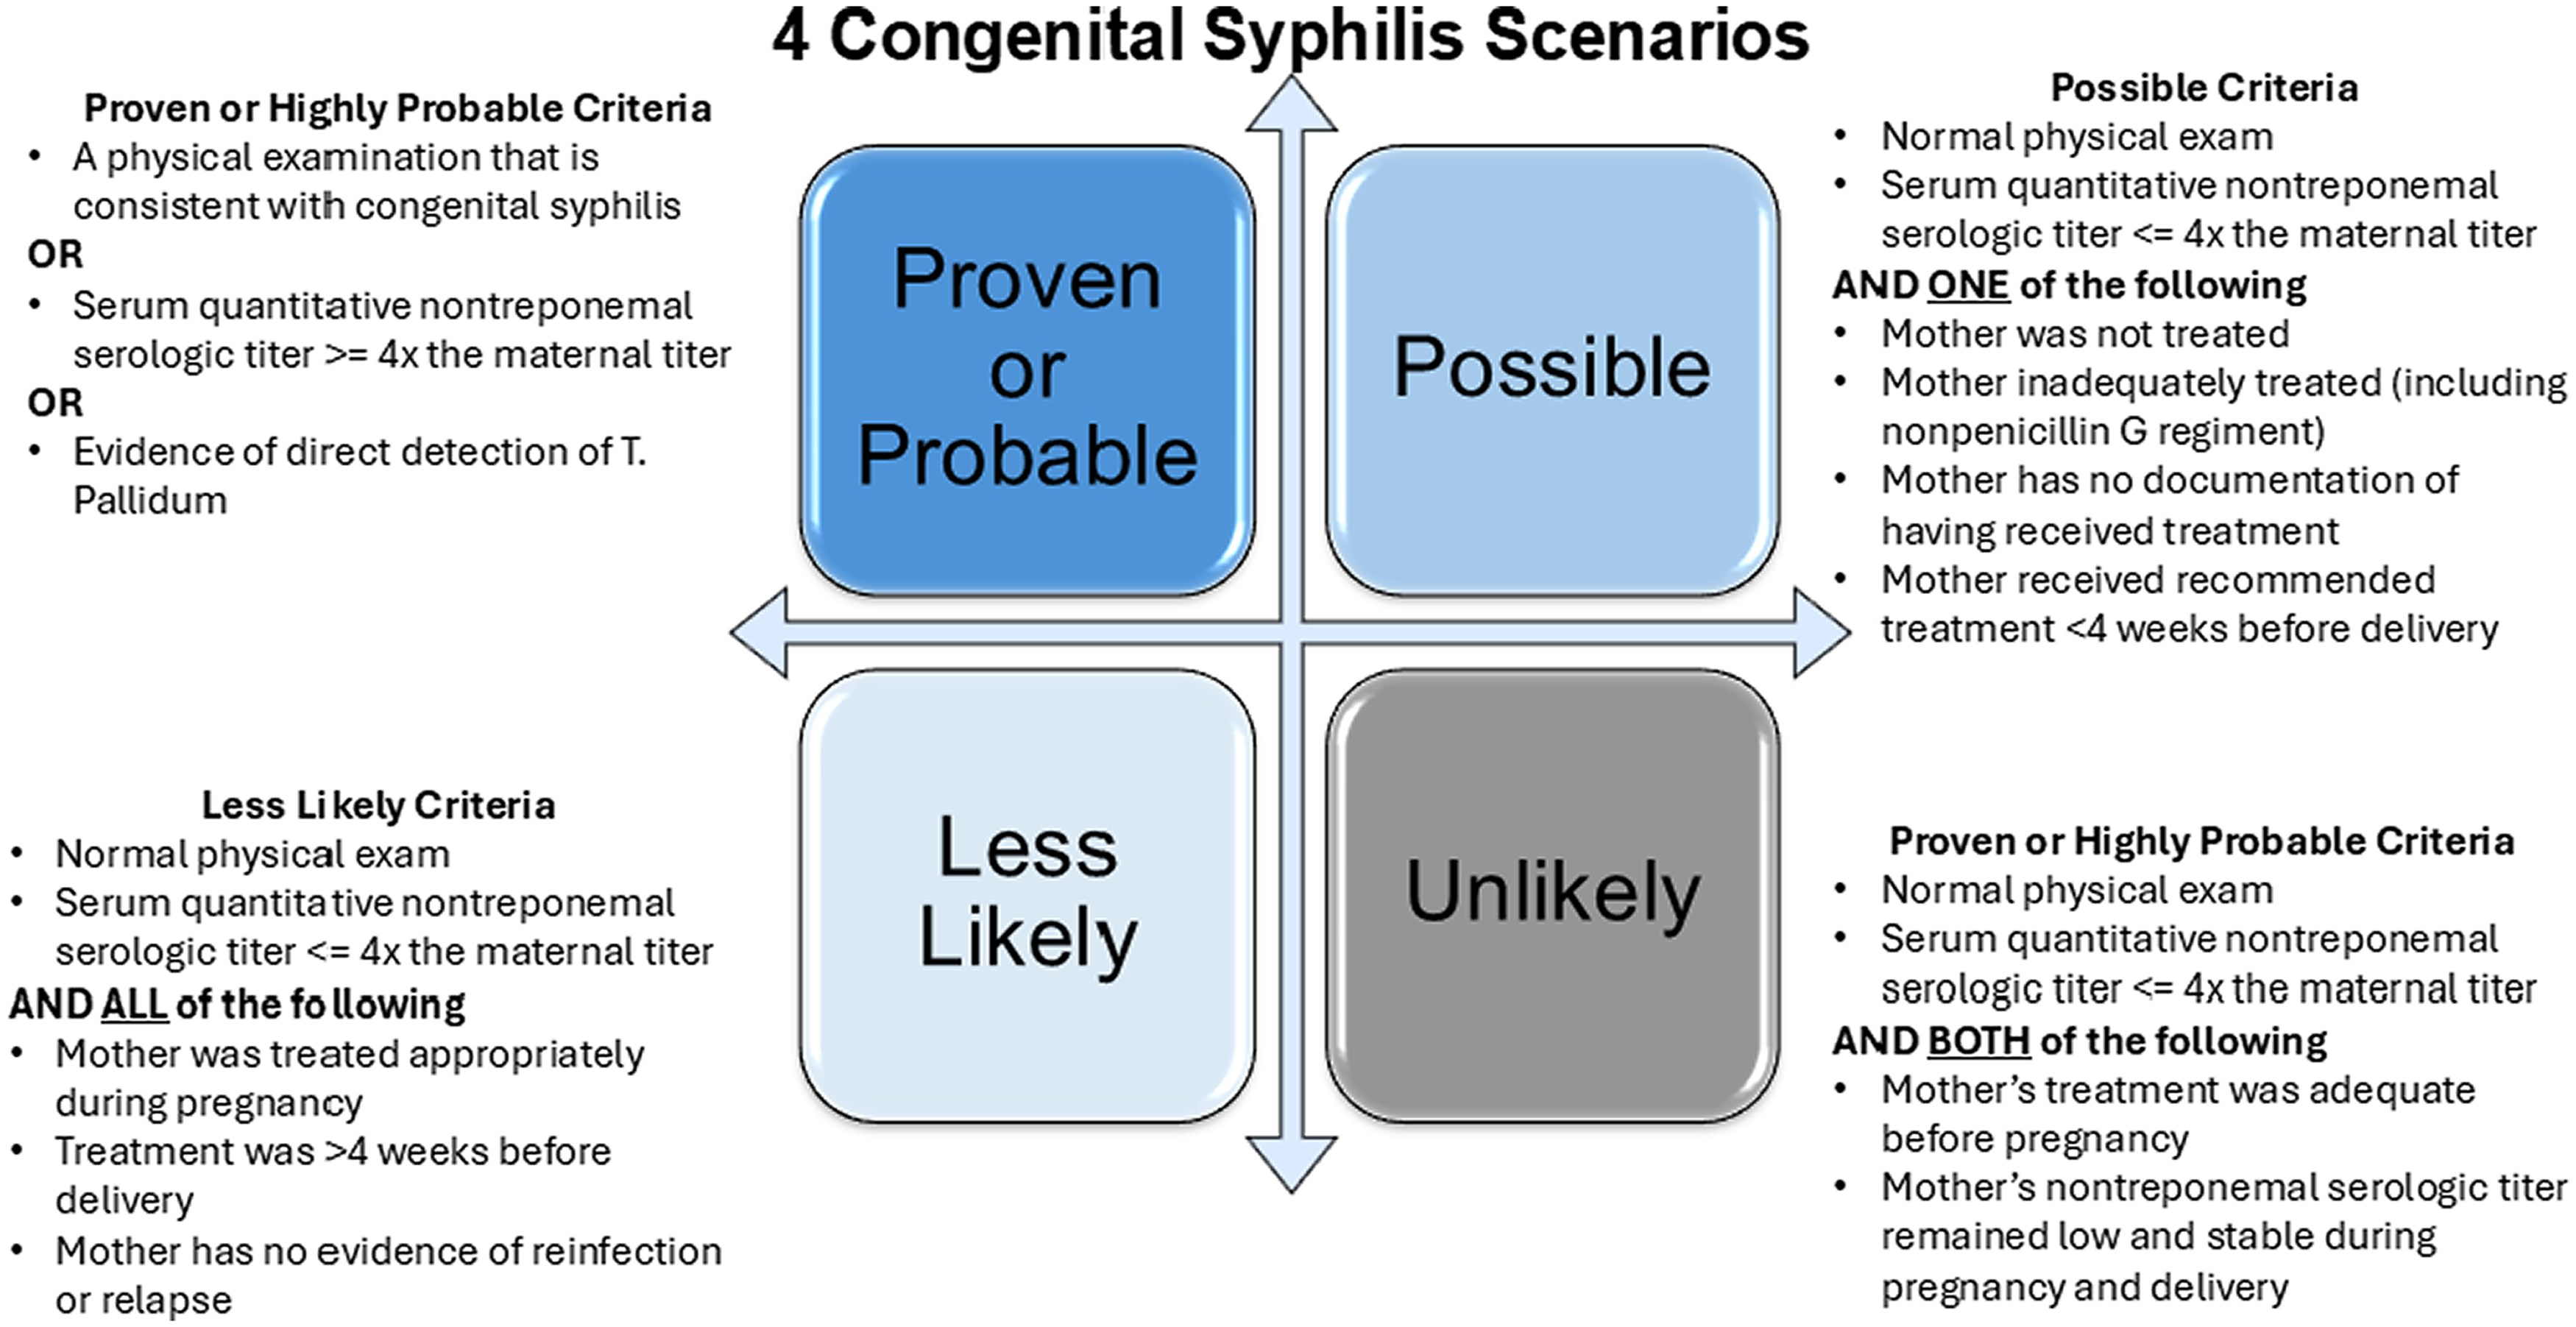 4 Congenital Syphilis Scenarios
Proven or Highly Probable Criteria
• A physical examination that is
consistent with congenital syphilis
OR
• Serum quantitative nontreponemal
serologic titer >= 4x the maternal titer
OR
• Evidence of direct detection of T.
Pallidum
Proven
or
Probable
Possible
Possible Criteria
• Normal physical exam
• Serum quantitative nontreponemal
serologic titer <= 4x the maternal titer
AND ONE of the following
• Mother was not treated
• Mother inadequately treated (including
nonpenicillin G regiment)
• Mother has no documentation of
having received treatment
• Mother received recommended
treatment <4 weeks before delivery
Less Likely Criteria
• Normal physical exam
• Serum quantitative nontreponemal
serologic titer <= 4x the maternal titer
AND ALL of the following
• Mother was treated appropriately
during pregnancy
• Treatment was >4 weeks before
delivery
• Mother has no evidence of reinfection
or relapse
Less
Likely
Unlikely
Proven or Highly Probable Criteria
• Normal physical exam
• Serum quantitative nontreponemal
serologic titer <= 4x the maternal titer
AND BOTH of the following
• Mother’s treatment was adequate
before pregnancy
• Mother’s nontreponemal serologic titer
remained low and stable during
pregnancy and delivery